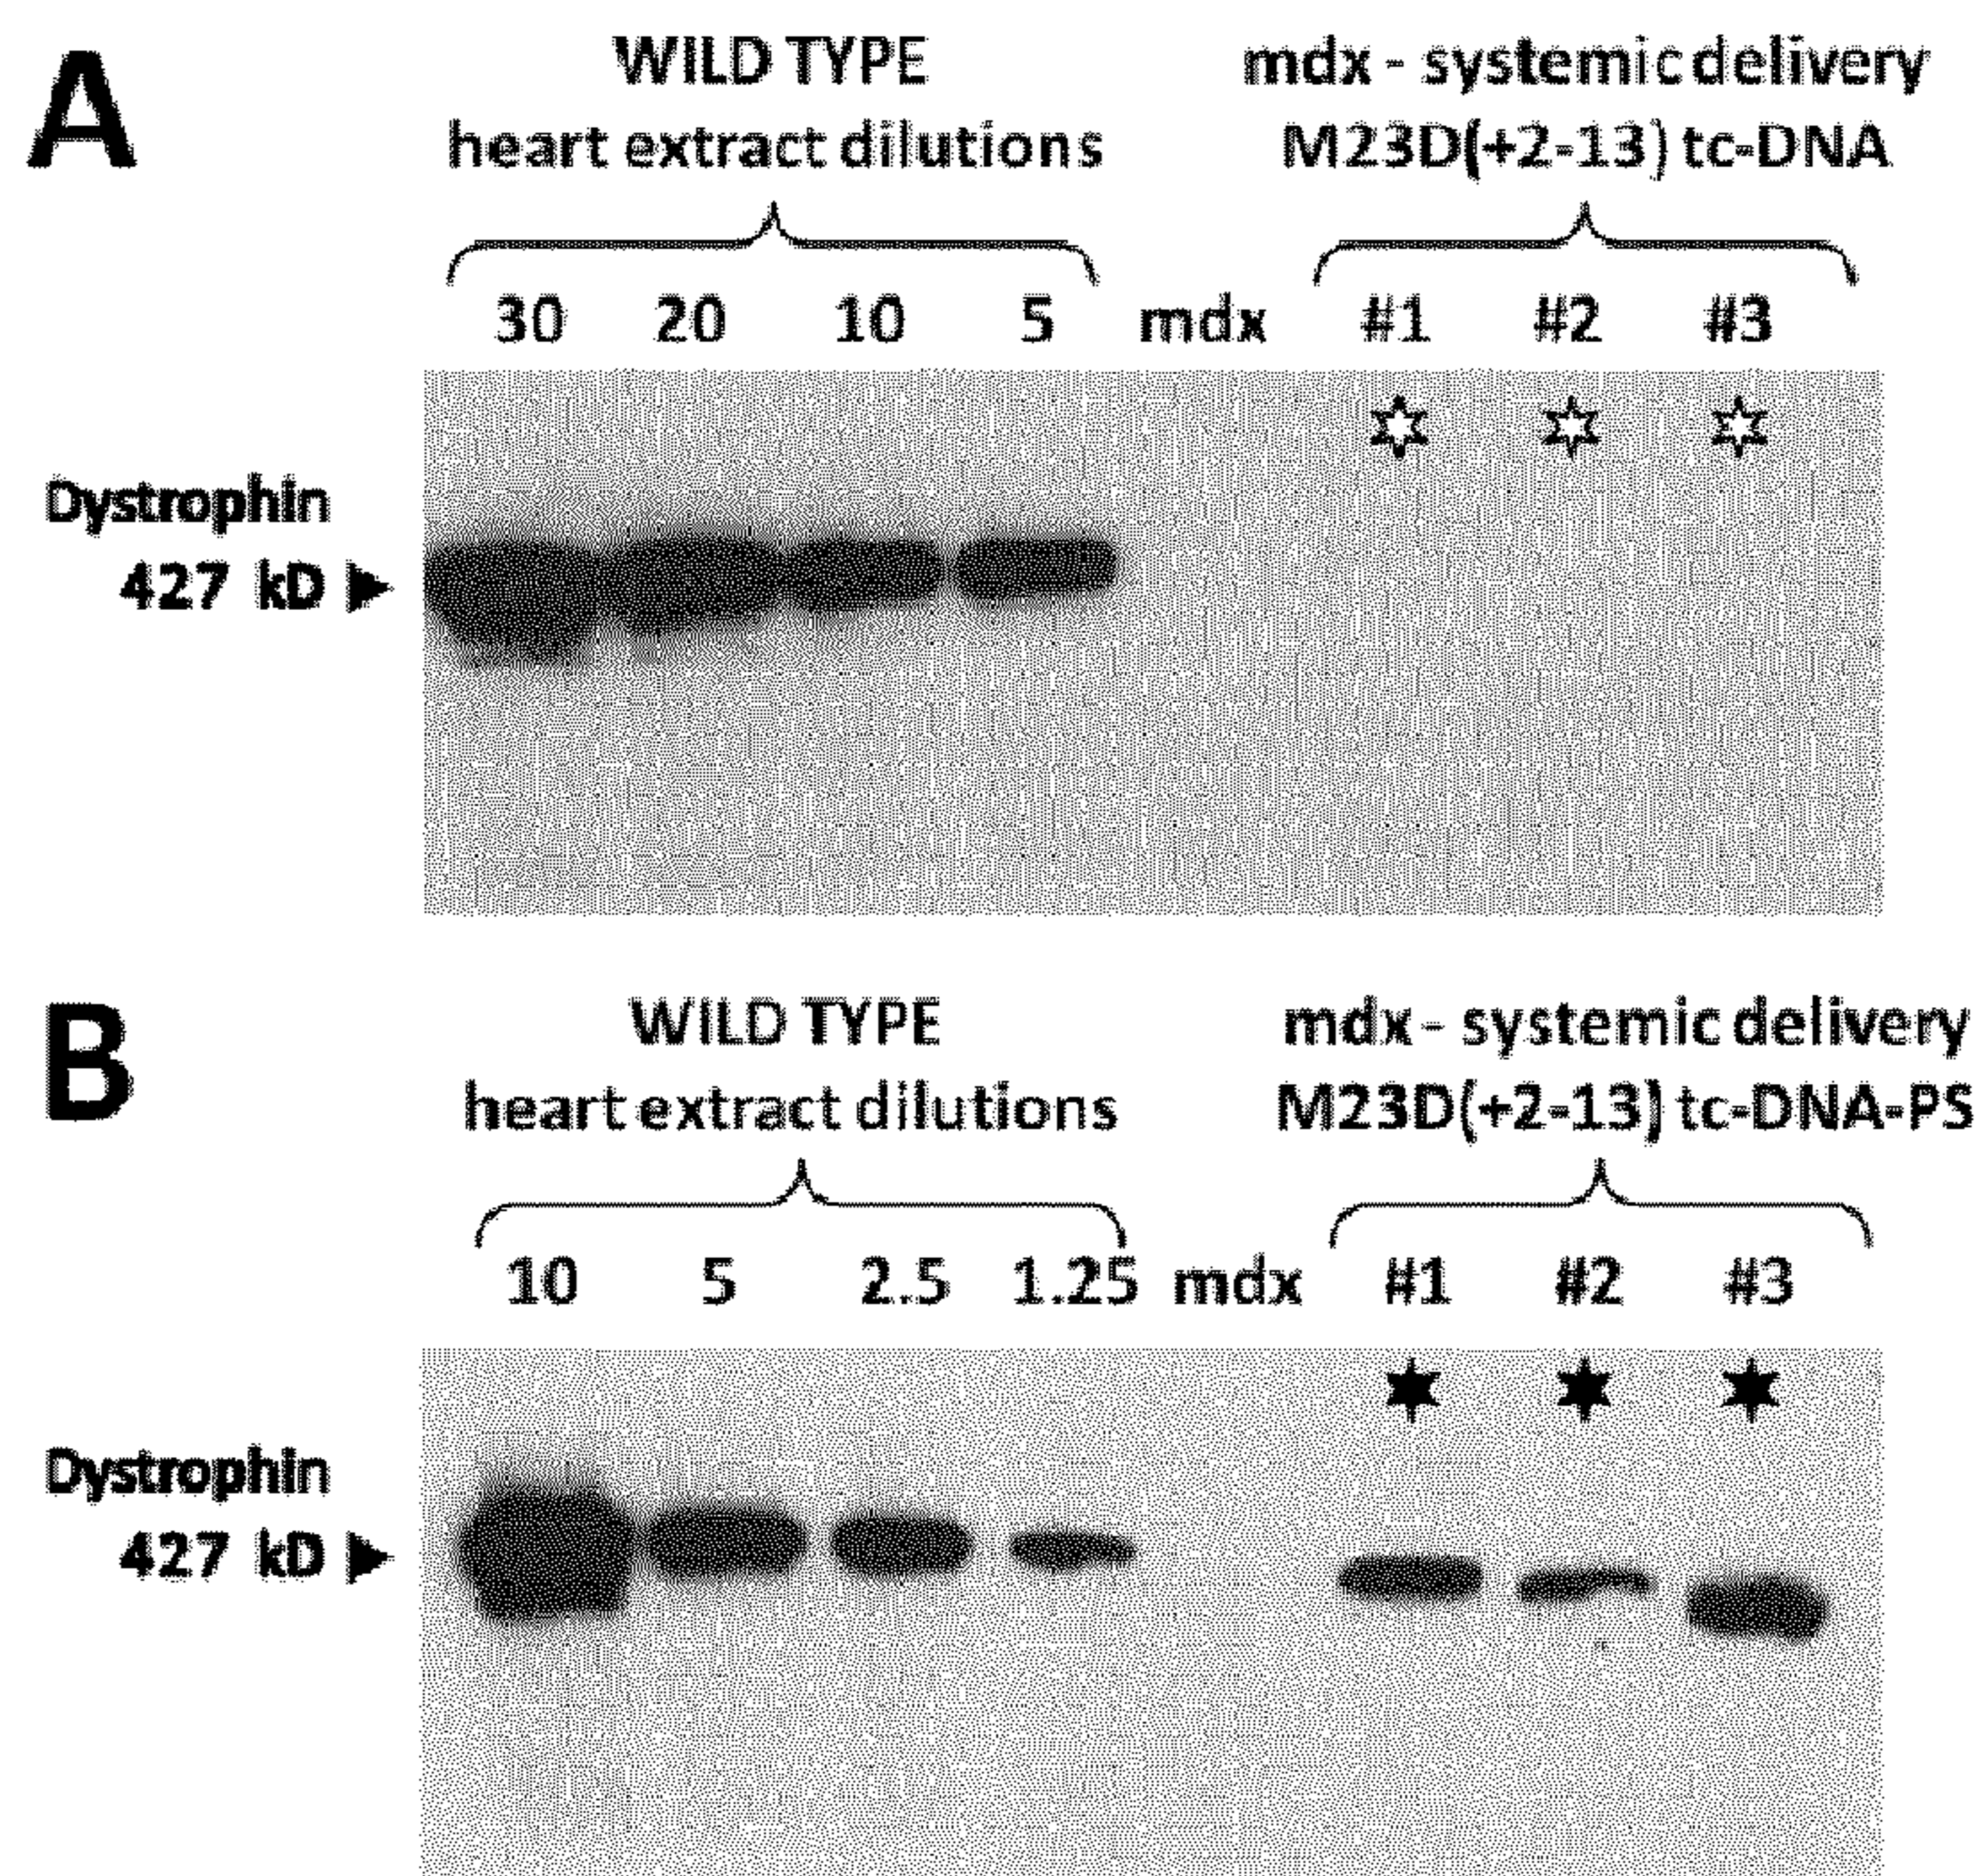 A
WILD TYPE
heart extract dilutions
mdx - systemic delivery
M23D(+2-13) tc-DNA
30 20 10 5 mdx #1 #2 #3
Dystrophin
427 kD
B
WILD TYPE
heart extract dilutions
mdx - systemic delivery
M23D(+2-13) tc-DNA-PS
10 5 2.5 1.25 mdx #1 #2 #3
Dystrophin
427 kD